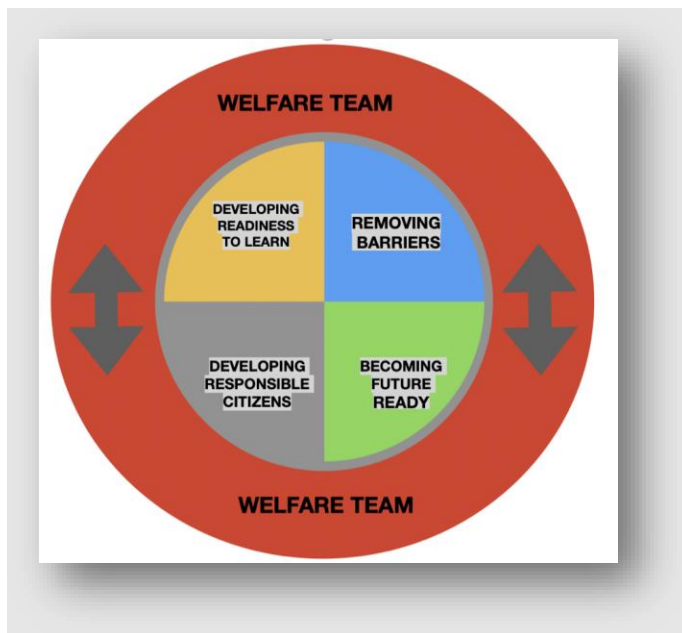 WELFARE TEAM
DEVELOPING
READINESS
TO LEARN
REMOVING
BARRIERS
DEVELOPING
RESPONSIBLE
CITIZENS
BECOMING
FUTURE
READY
WELFARE TEAM